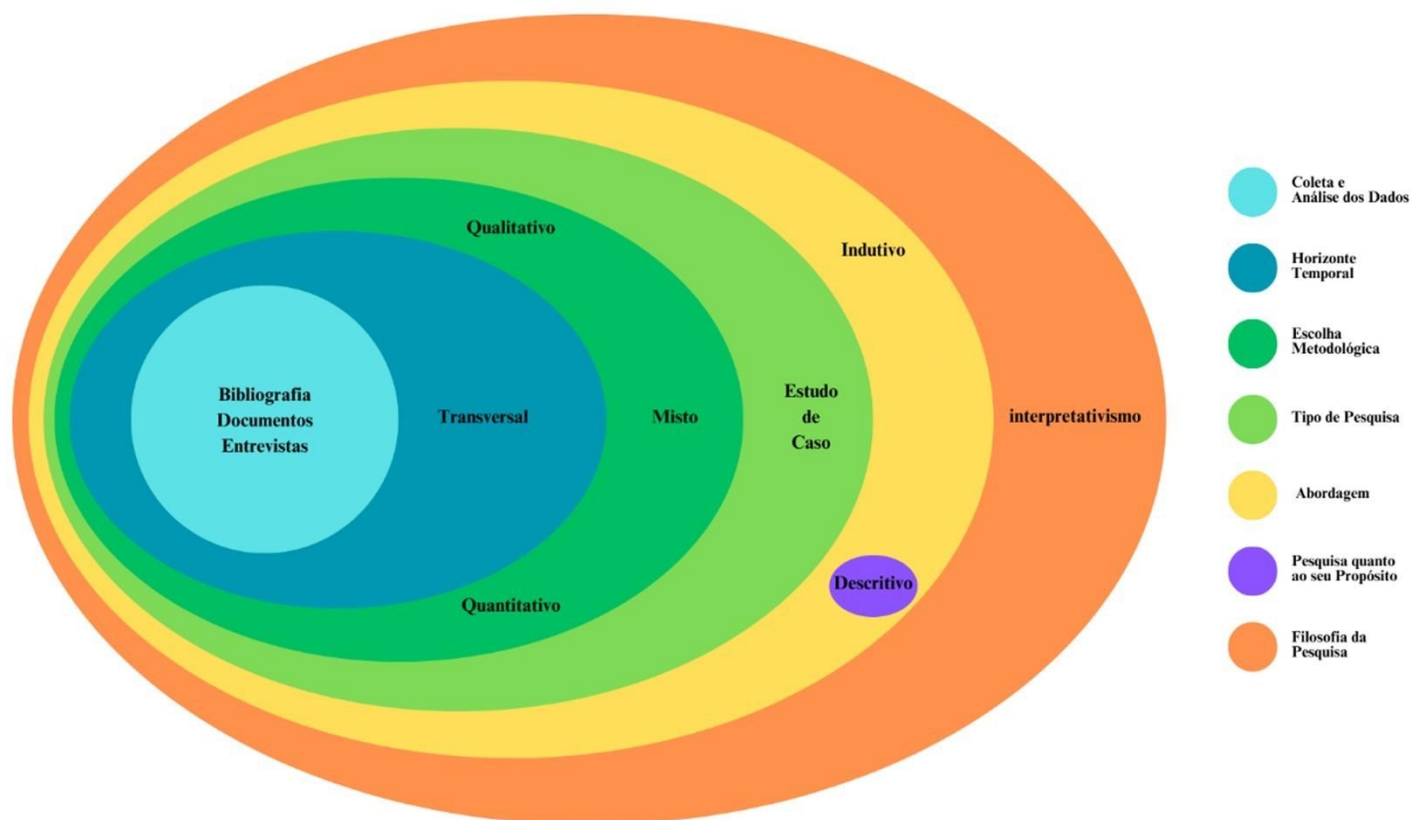 Qualitativo
Indutivo
Bibliografia
Documentos
Entrevistas
Transversal
Misto
Estudo
de
Caso
interpretativismo
Descritivo
Quantitativo
Coleta e
Análise dos Dados
Horizonte
Temporal
Escolha
Metodológica
Tipo de Pesquisa
Abordagem
Pesquisa quanto
ao seu Propósito
Filosofia da
Pesquisa